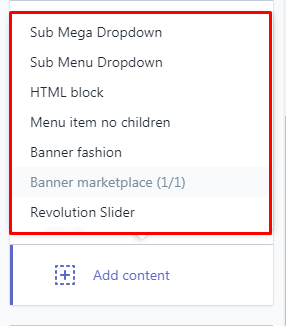 Sub Mega Dropdown
Sub Menu Dropdown
HTML block
Menu item no children
Banner fashion
Banner marketplace (1/1)
Revolution Slider
Add content